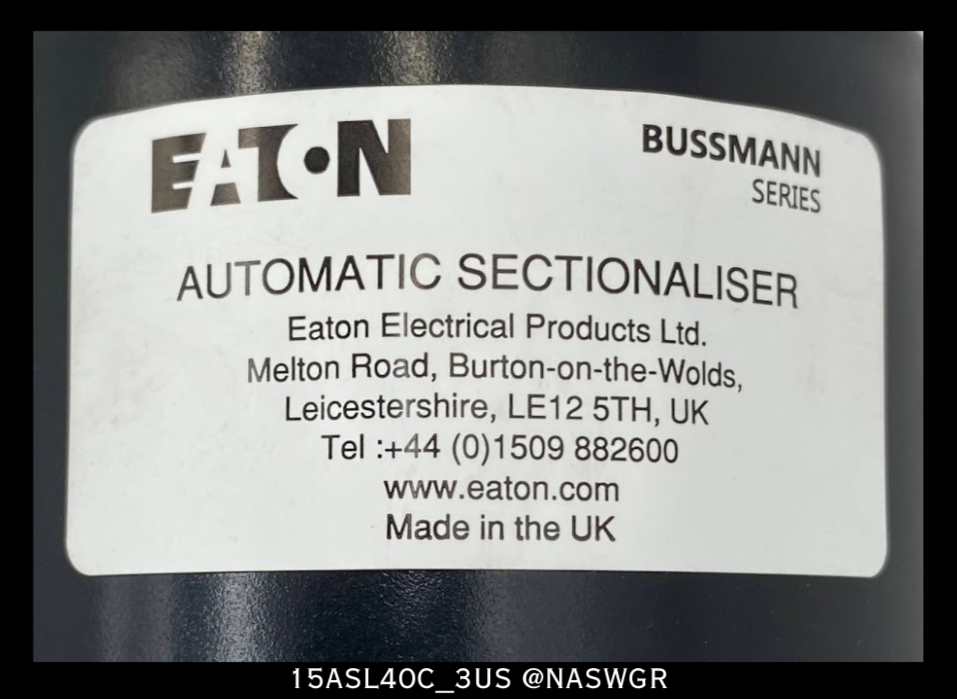 EATON
BUSSMANN
SERIES
AUTOMATIC SECTIONALISER
Eaton Electrical Products Ltd.
Melton Road, Burton-on-the-Wolds,
Leicestershire, LE12 5TH, UK
Tel :+44 (0)1509 882600
www.eaton.com
Made in the UK
15ASL40C_3US @NASWGR